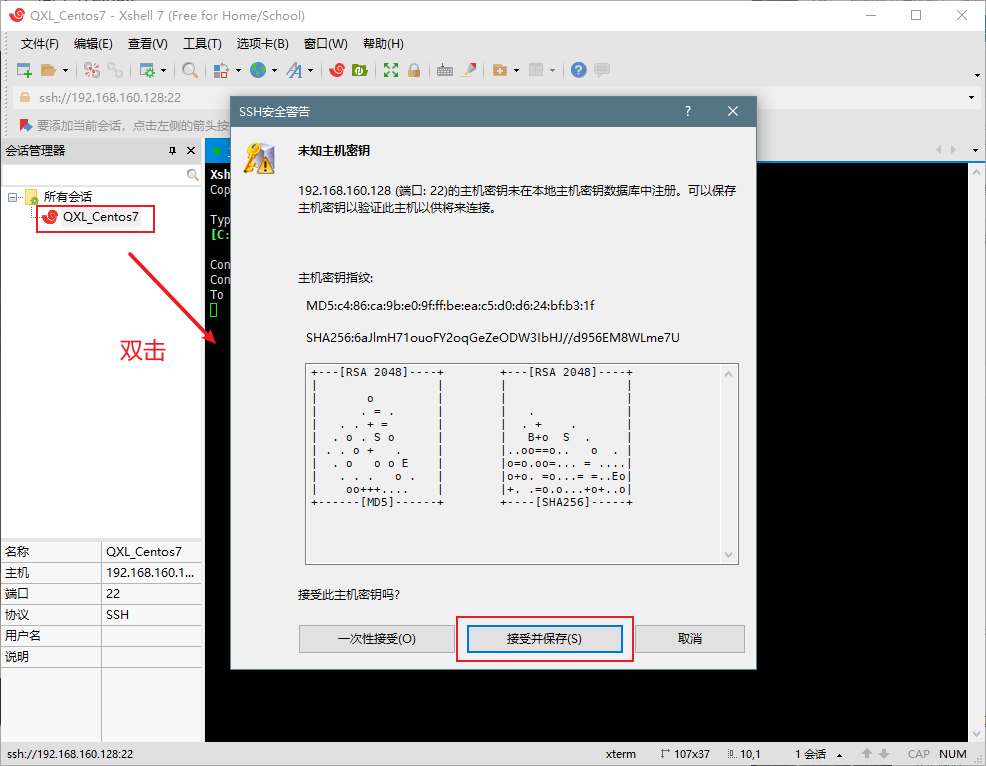 QXL_Centos7 - Xshell 7 (Free for Home/School)
文件(F) 编辑(E) 查看(V) 工具(T) 选项卡(B) 窗口(W) 帮助(H)
ssh://192.168.160.128:22
要添加当前会话，点击左侧的箭头按
会话管理器
所有会话
QXL_Centos7
双击
名称 QXL_Centos7
主机 192.168.160.1...
端口 22
协议 SSH
用户名
说明
Xsh
Cop
Typ
[C:
Con
Con
To
SSH安全警告
未知主机密钥
192.168.160.128 (端口: 22)的主机密钥未在本地主机密钥数据库中注册。可以保存
主机密钥以验证此主机以供将来连接。
主机密钥指纹:
MD5:c4:86:ca:9b:e0:9f:ff:be:ea:c5:d0:d6:24:bf:b3:1f
SHA256:6aJlmH71ouoFY2oqGeZeODW3IbHJ//d956EM8WLme7U
+---[RSA 2048]----+ +---[RSA 2048]----+
|                 | |                 |
|        o        | |                 |
|       . = .     | |   .             |
|    . . + =      | |  . +    .       |
|   . o . S o     | |   B+o  S  .     |
|  . . o +   .    | |..oo==o..   o  . |
|   . o   o o E   | |o=o.oo=... = ....|
|    . . .   o .  | |o+o. =o...= =..Eo|
|     oo+++....   | |+. .=o.o...+o+..o|
+------[MD5]------+ +----[SHA256]-----+
接受此主机密钥吗?
一次性接受(O) 接受并保存(S) 取消
ssh://192.168.160.128:22 xterm 107x37 10,1 1 会话 CAP NUM